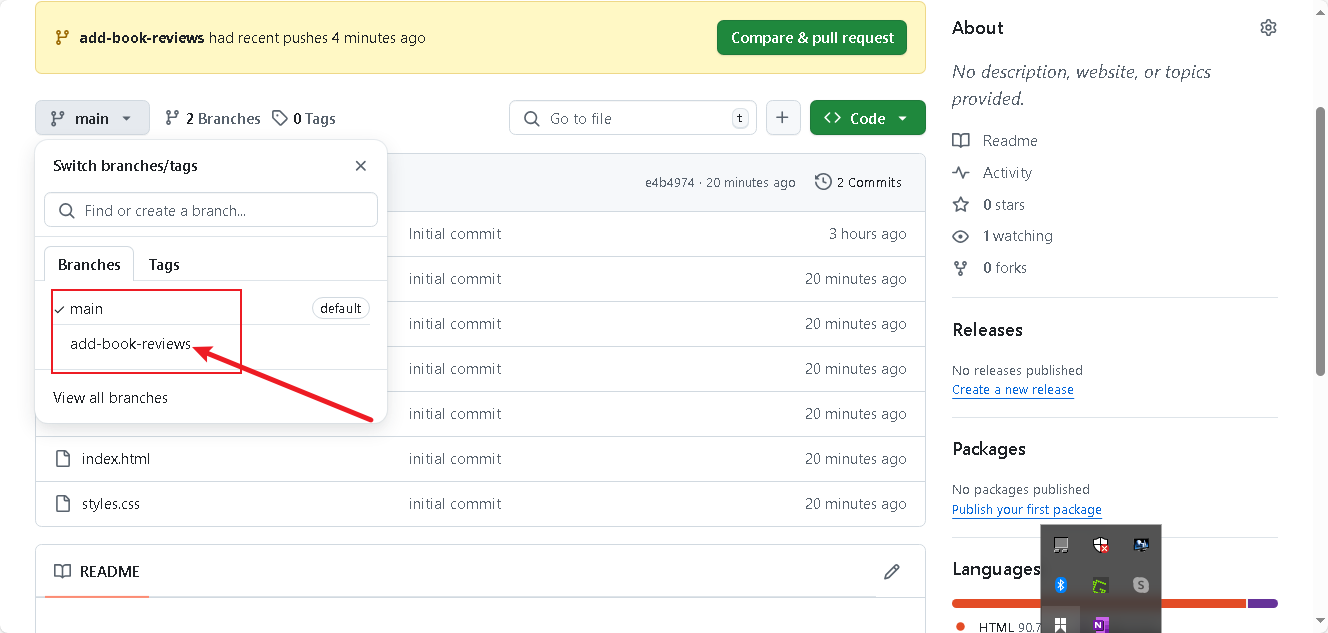 add-book-reviews had recent pushes 4 minutes ago
Compare & pull request
main
2 Branches
0 Tags
Go to file
t
Code
Switch branches/tags
Find or create a branch...
Branches
Tags
main
default
add-book-reviews
View all branches
e4b4974 · 20 minutes ago
2 Commits
Initial commit
3 hours ago
initial commit
20 minutes ago
initial commit
20 minutes ago
initial commit
20 minutes ago
initial commit
20 minutes ago
index.html
initial commit
20 minutes ago
styles.css
initial commit
20 minutes ago
README
About
No description, website, or topics
provided.
Readme
Activity
0 stars
1 watching
0 forks
Releases
No releases published
Create a new release
Packages
No packages published
Publish your first package
Languages
HTML 90.7
S
N